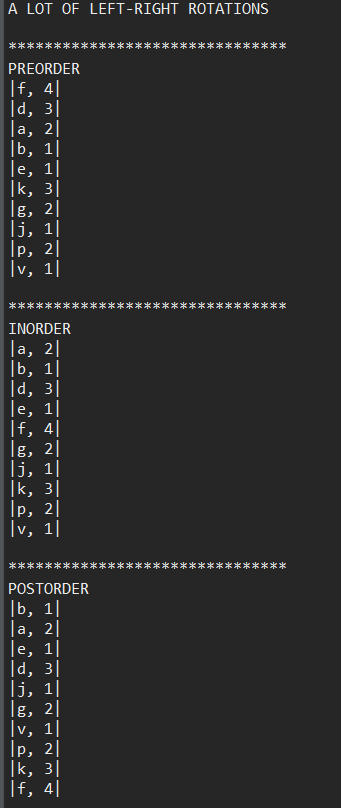 A LOT OF LEFT-RIGHT ROTATIONS
*******************************
PREORDER
|f, 4|
|d, 3|
|a, 2|
|b, 1|
|e, 1|
|k, 3|
|g, 2|
|j, 1|
|p, 2|
|v, 1|
*******************************
INORDER
|a, 2|
|b, 1|
|d, 3|
|e, 1|
|f, 4|
|g, 2|
|j, 1|
|k, 3|
|p, 2|
|v, 1|
*******************************
POSTORDER
|b, 1|
|a, 2|
|e, 1|
|d, 3|
|j, 1|
|g, 2|
|v, 1|
|p, 2|
|k, 3|
|f, 4|